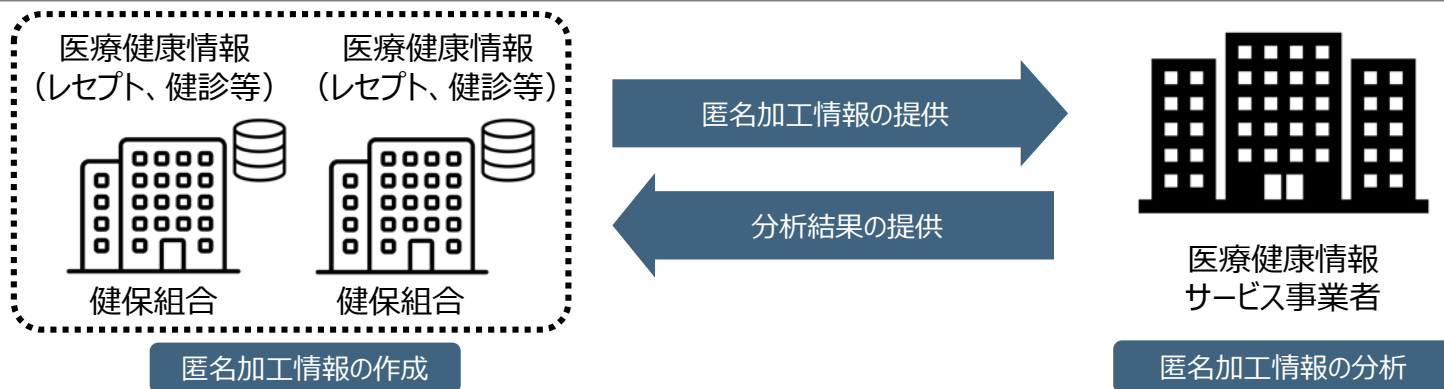 医療健康情報
（レセプト、健診等）
医療健康情報
（レセプト、健診等）
健保組合
健保組合
匿名加工情報の作成
匿名加工情報の提供
分析結果の提供
医療健康情報
サービス事業者
匿名加工情報の分析